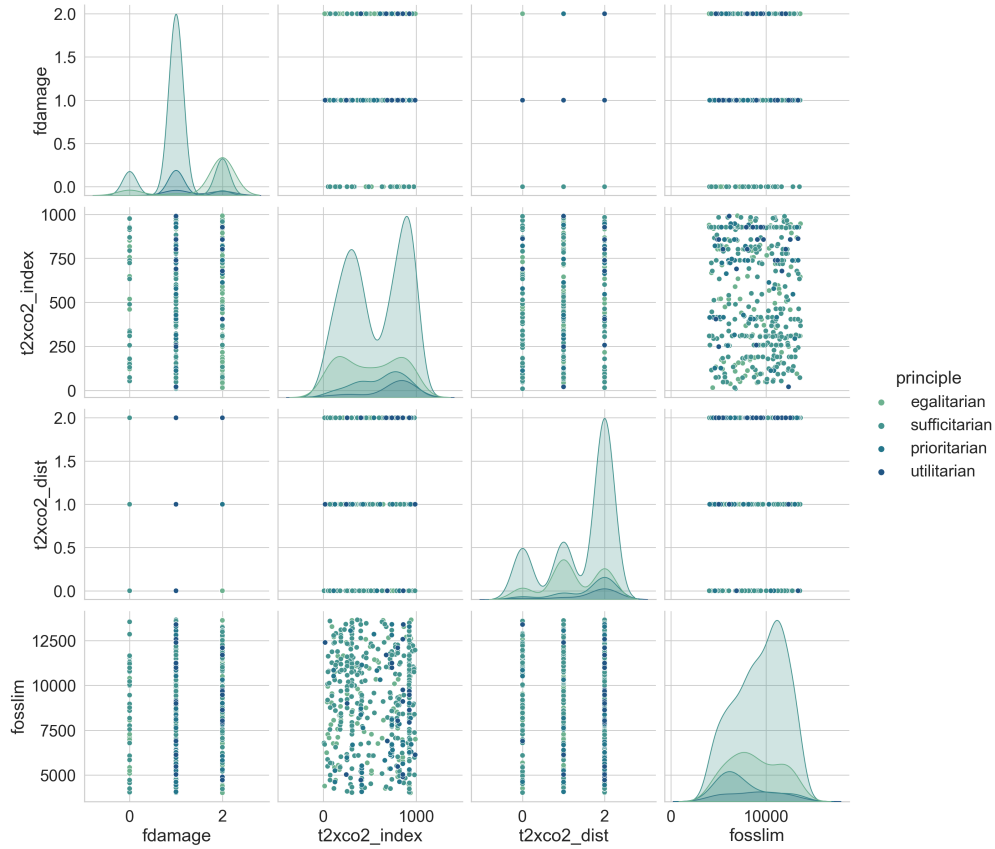 2.0
1.5
1.0
0.5
0.0
fdamage
1000
750
500
250
0
t2xco2_index
2.0
1.5
1.0
0.5
0.0
t2xco2_dist
12500
10000
7500
5000
fosslim
0 2
fdamage
0 1000
t2xco2_index
0 2
t2xco2_dist
0 10000
fosslim
principle
egalitarian
sufficitarian
prioritarian
utilitarian